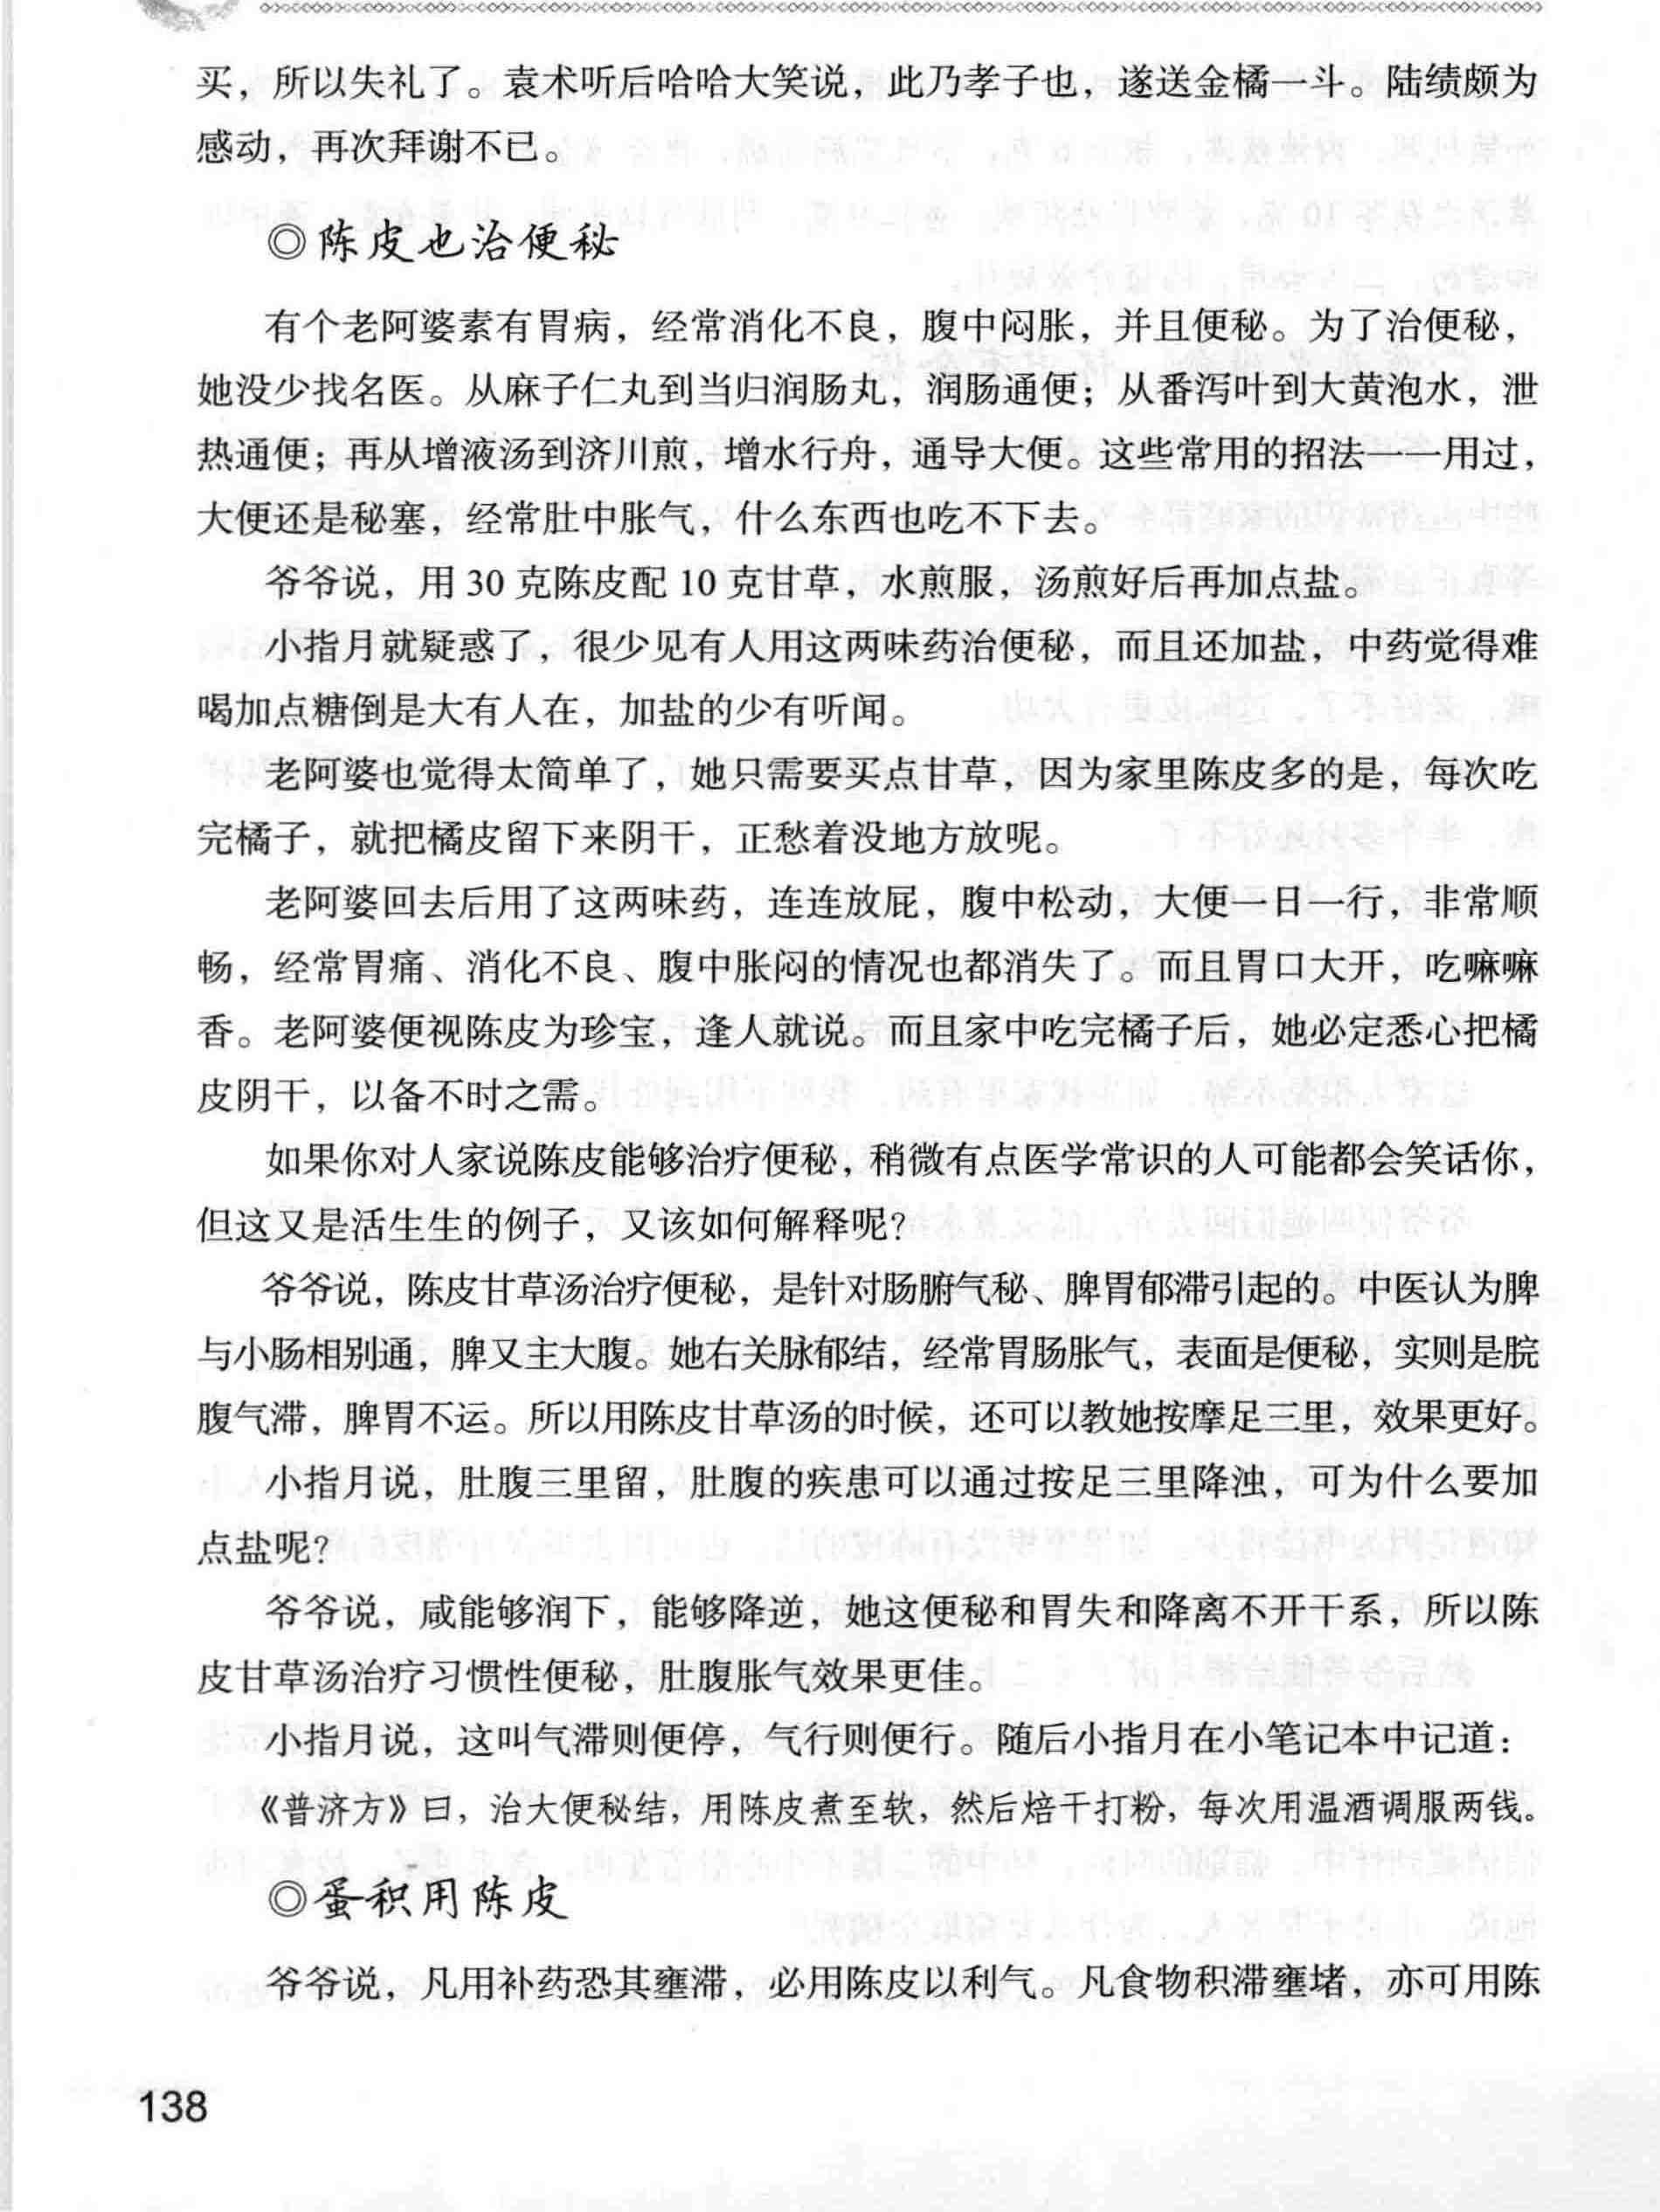 买，所以失礼了。袁术听后哈哈大笑说，此乃孝子也，遂送金橘一斗。陆绩颇为
感动，再次拜谢不已。
◎陈皮也治便秘
有个老阿婆素有胃病，经常消化不良，腹中闷胀，并且便秘。为了治便秘，
她没少找名医。从麻子仁丸到当归润肠丸，润肠通便；从番泻叶到大黄泡水，泄
热通便；再从增液汤到济川煎，增水行舟，通导大便。这些常用的招法一一用过，
大便还是秘塞，经常肚中胀气，什么东西也吃不下去。
爷爷说，用 30 克陈皮配 10 克甘草，水煎服，汤煎好后再加点盐。
小指月就疑惑了，很少见有人用这两味药治便秘，而且还加盐，中药觉得难
喝加点糖倒是大有人在，加盐的少有听闻。
老阿婆也觉得太简单了，她只需要买点甘草，因为家里陈皮多的是，每次吃
完橘子，就把橘皮留下来阴干，正愁着没地方放呢。
老阿婆回去后用了这两味药，连连放屁，腹中松动，大便一日一行，非常顺
畅，经常胃痛、消化不良、腹中胀闷的情况也都消失了。而且胃口大开，吃嘛嘛
香。老阿婆便视陈皮为珍宝，逢人就说。而且家中吃完橘子后，她必定悉心把橘
皮阴干，以备不时之需。
如果你对人家说陈皮能够治疗便秘，稍微有点医学常识的人可能都会笑话你，
但这又是活生生的例子，又该如何解释呢？
爷爷说，陈皮甘草汤治疗便秘，是针对肠腑气秘、脾胃郁滞引起的。中医认为脾
与小肠相别通，脾又主大腹。她右关脉郁结，经常胃肠胀气，表面是便秘，实则是脘
腹气滞，脾胃不运。所以用陈皮甘草汤的时候，还可以教她按摩足三里，效果更好。
小指月说，肚腹三里留，肚腹的疾患可以通过按足三里降浊，可为什么要加
点盐呢？
爷爷说，咸能够润下，能够降逆，她这便秘和胃失和降离不开干系，所以陈
皮甘草汤治疗习惯性便秘，肚腹胀气效果更佳。
小指月说，这叫气滞则便停，气行则便行。随后小指月在小笔记本中记道：
《普济方》曰，治大便秘结，用陈皮煮至软，然后焙干打粉，每次用温酒调服两钱。
◎蛋积用陈皮
爷爷说，凡用补药恐其壅滞，必用陈皮以利气。凡食物积滞壅堵，亦可用陈
138